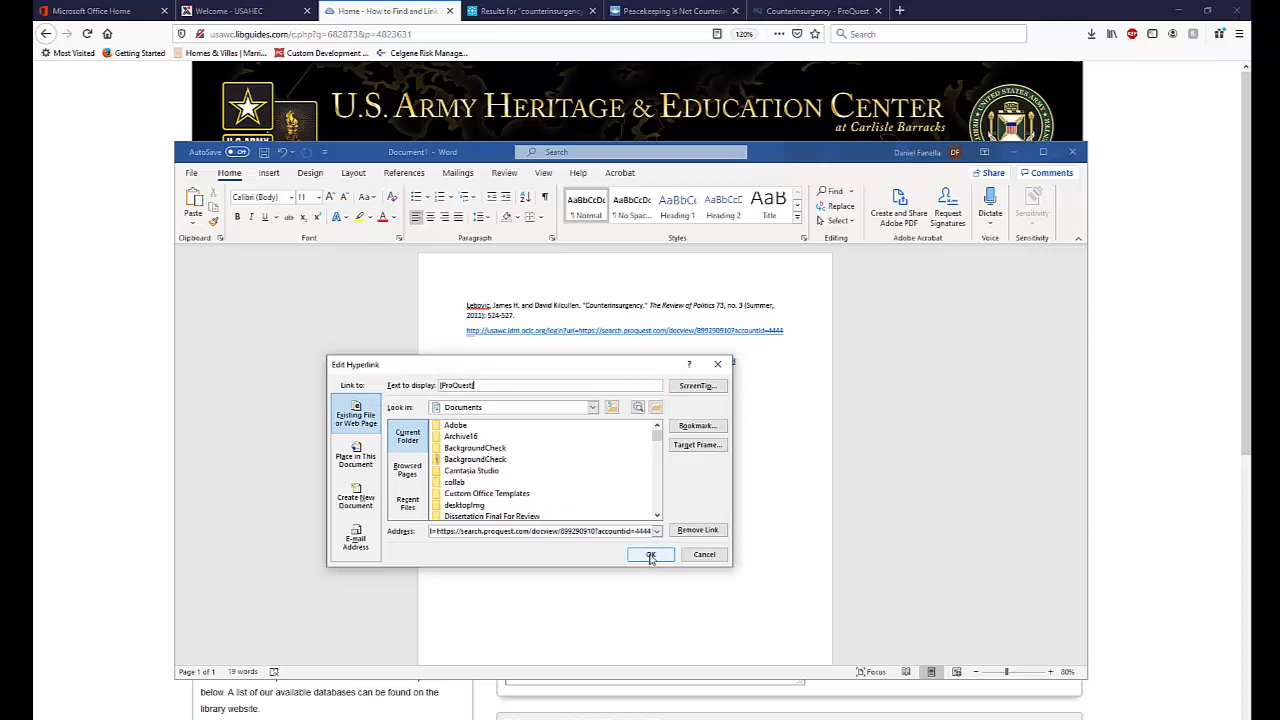 Microsoft Office Home
Welcome - USAHEC
Home - How to Find and Link
Results for "counterinsurgency
Peacekeeping is Not Counterin
Counterinsurgency - ProQuest
usawc.libguides.com/c.php?g=682873&p=4823631
120%
Search
Most Visited
Getting Started
Homes & Villas | Marri...
Custom Development ...
Celgene Risk Manage...
U.S. ARMY HERITAGE & EDUCATION CENTER
at Carlisle Barracks
U.S. ARMY
AutoSave
Off
Document1 - Word
Search
Daniel Fanella
DF
File
Home
Insert
Design
Layout
References
Mailings
Review
View
Help
Acrobat
Share
Comments
Paste
Calibri (Body)
11
Clipboard
Font
Paragraph
AaBbCcDc
¶ Normal
AaBbCcDc
¶ No Spac...
AaBbC
Heading 1
AaBbCcC
Heading 2
AaB
Title
Styles
Find
Replace
Select
Editing
Create and Share
Adobe PDF
Request
Signatures
Adobe Acrobat
Dictate
Voice
Sensitivity
Sensitivity
Lebovic, James H. and David Kilcullen. "Counterinsurgency." The Review of Politics 73, no. 3 (Summer,
2011): 524-527.
http://usawc.idm.oclc.org/login?url=https://search.proquest.com/docview/899290910?accountid=4444
Edit Hyperlink
?
Link to:
Text to display:
[ProQuest]
ScreenTip...
Existing File
or Web Page
Place in This
Document
Create New
Document
E-mail
Address
Look in:
Documents
Current
Folder
Browsed
Pages
Recent
Files
Adobe
Archive16
BackgroundCheck
BackgroundCheck
Camtasia Studio
collab
Custom Office Templates
desktopImg
Dissertation Final For Review
Bookmark...
Target Frame...
Address:
l=https://search.proquest.com/docview/899290910?accountid=4444
Remove Link
OK
Cancel
Page 1 of 1
19 words
Focus
80%
below. A list of our available databases can be found on the
library website.